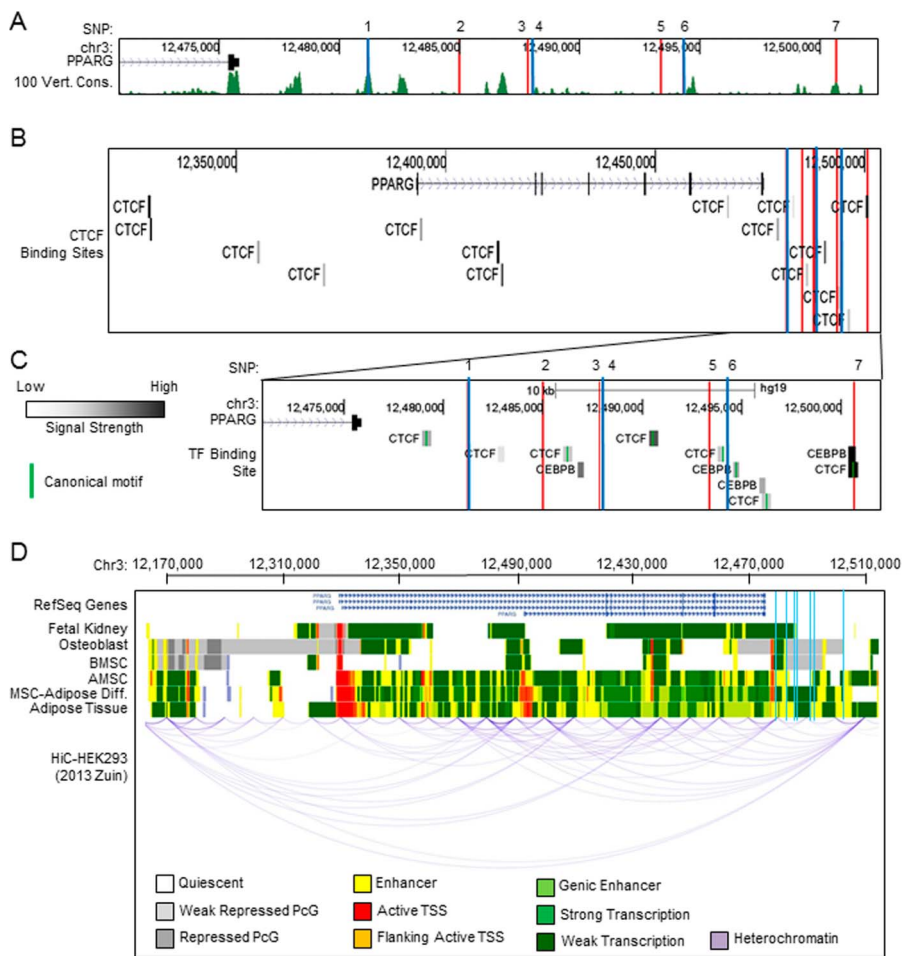 A
SNP: 1 2 3 4 5 6 7
chr3: 12,475,000 12,480,000 12,485,000 12,490,000 12,495,000 12,500,000
PPARG
100 Vert. Cons.
B
12,350,000 12,400,000 12,450,000 12,500,000
PPARG
CTCF CTCF CTCF CTCF
CTCF CTCF CTCF
CTCF
Binding Sites
CTCF CTCF CTCF
CTCF CTCF CTCF
CTCF
CTCF
C
SNP: 1 2 3 4 5 6 7
Low High
Signal Strength
Canonical motif
10 kb hg19
chr3: 12,475,000 12,480,000 12,485,000 12,490,000 12,495,000 12,500,000
PPARG
TF Binding
Site
CTCF CTCF
CTCF CTCF CTCF CEBPB
CEBPB CEBPB CTCF
CEBPB
CTCF
D
Chr3: 12,170,000 12,310,000 12,350,000 12,490,000 12,430,000 12,470,000 12,510,000
RefSeq Genes
PPARG
PPARG
PPARG
PPARG
Fetal Kidney
Osteoblast
BMSC
AMSC
MSC-Adipose Diff.
Adipose Tissue
HiC-HEK293
(2013 Zuin)
Quiescent
Weak Repressed PcG
Repressed PcG
Enhancer
Active TSS
Flanking Active TSS
Genic Enhancer
Strong Transcription
Weak Transcription
Heterochromatin